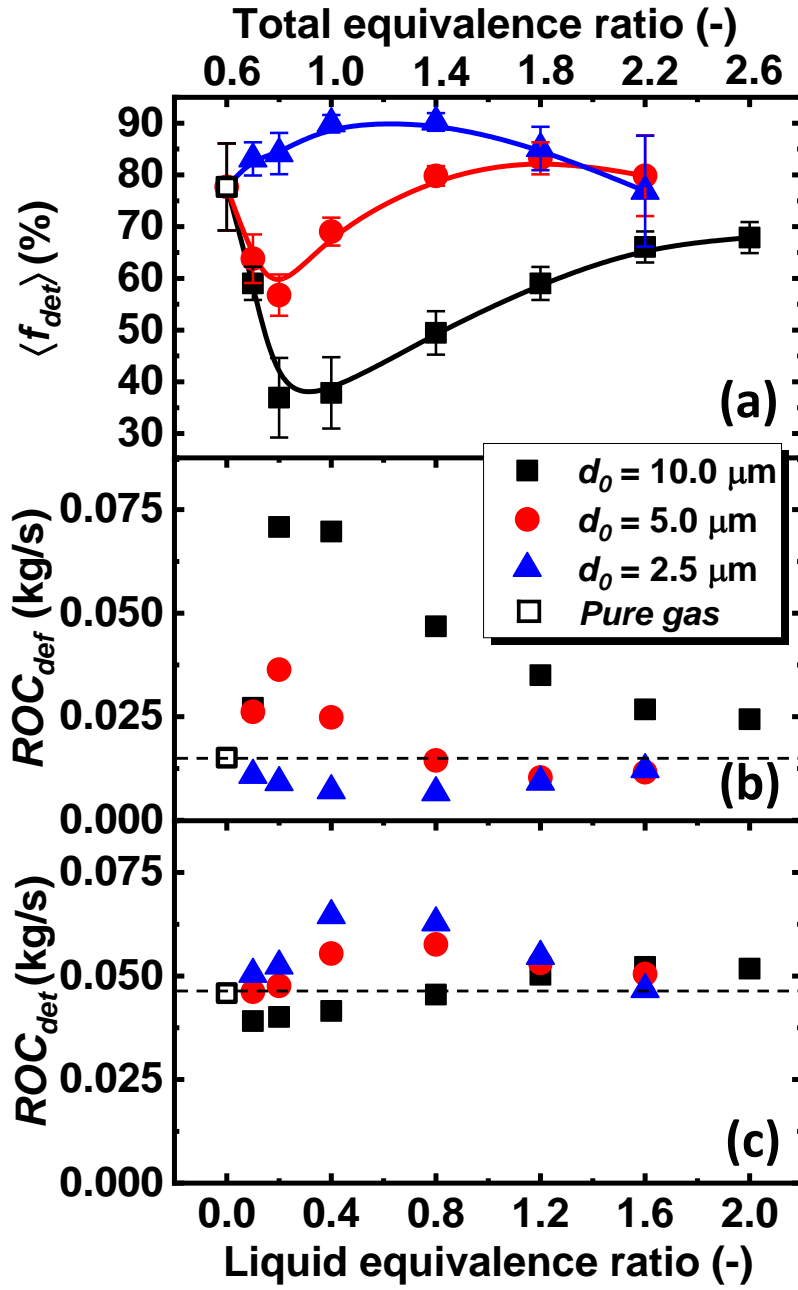 Total equivalence ratio (-)
0.6 1.0 1.4 1.8 2.2 2.6
90
80
70
60
50
40
30
⟨f_det⟩ (%)
(a)
d_0 = 10.0 μm
d_0 = 5.0 μm
d_0 = 2.5 μm
Pure gas
0.075
0.050
0.025
0.000
ROC_def (kg/s)
(b)
0.075
0.050
0.025
0.000
ROC_det (kg/s)
(c)
0.0 0.4 0.8 1.2 1.6 2.0
Liquid equivalence ratio (-)